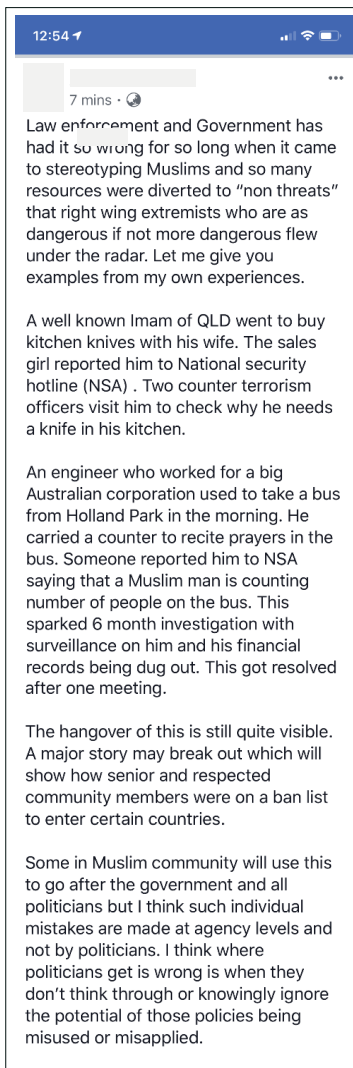 12:54
7 mins ·
Law enforcement and Government has
had it so wrong for so long when it came
to stereotyping Muslims and so many
resources were diverted to “non threats”
that right wing extremists who are as
dangerous if not more dangerous flew
under the radar. Let me give you
examples from my own experiences.
A well known Imam of QLD went to buy
kitchen knives with his wife. The sales
girl reported him to National security
hotline (NSA) . Two counter terrorism
officers visit him to check why he needs
a knife in his kitchen.
An engineer who worked for a big
Australian corporation used to take a bus
from Holland Park in the morning. He
carried a counter to recite prayers in the
bus. Someone reported him to NSA
saying that a Muslim man is counting
number of people on the bus. This
sparked 6 month investigation with
surveillance on him and his financial
records being dug out. This got resolved
after one meeting.
The hangover of this is still quite visible.
A major story may break out which will
show how senior and respected
community members were on a ban list
to enter certain countries.
Some in Muslim community will use this
to go after the government and all
politicians but I think such individual
mistakes are made at agency levels and
not by politicians. I think where
politicians get is wrong is when they
don’t think through or knowingly ignore
the potential of those policies being
misused or misapplied.